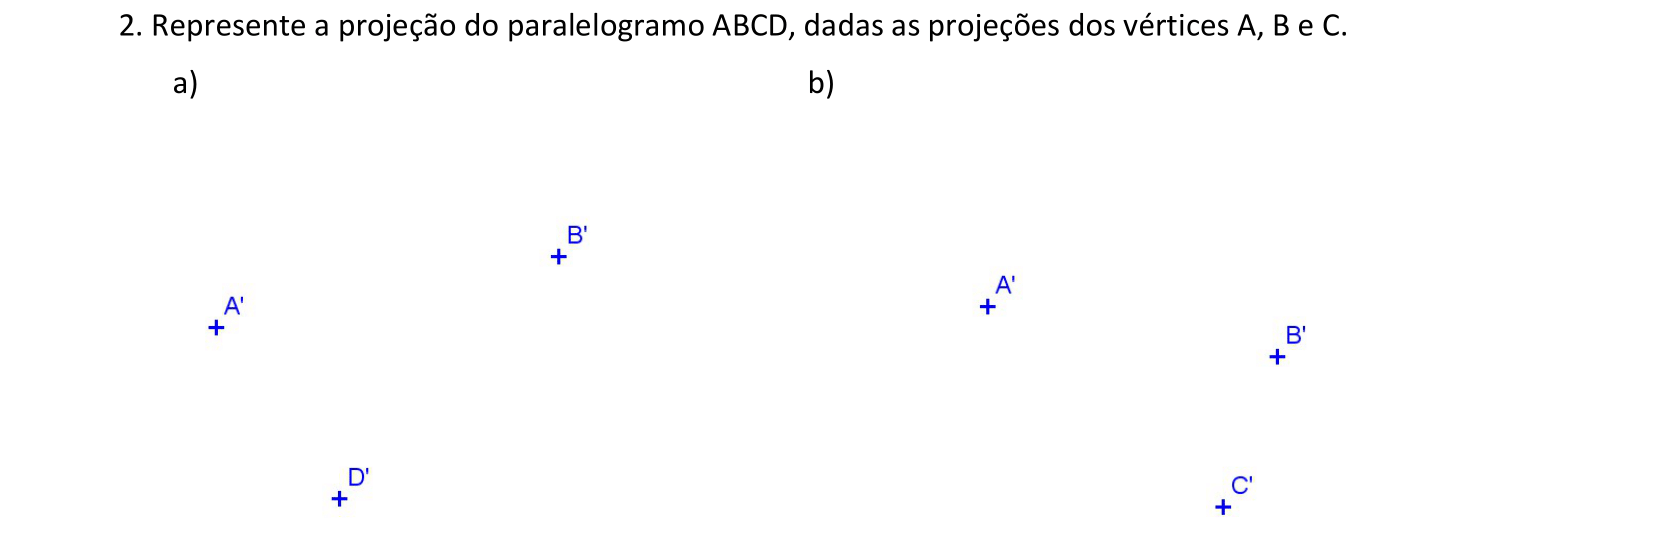 2. Represente a projeção do paralelogramo ABCD, dadas as projeções dos vértices A, B e C.
a) b)
B'
A'
A'
B'
D'
C'